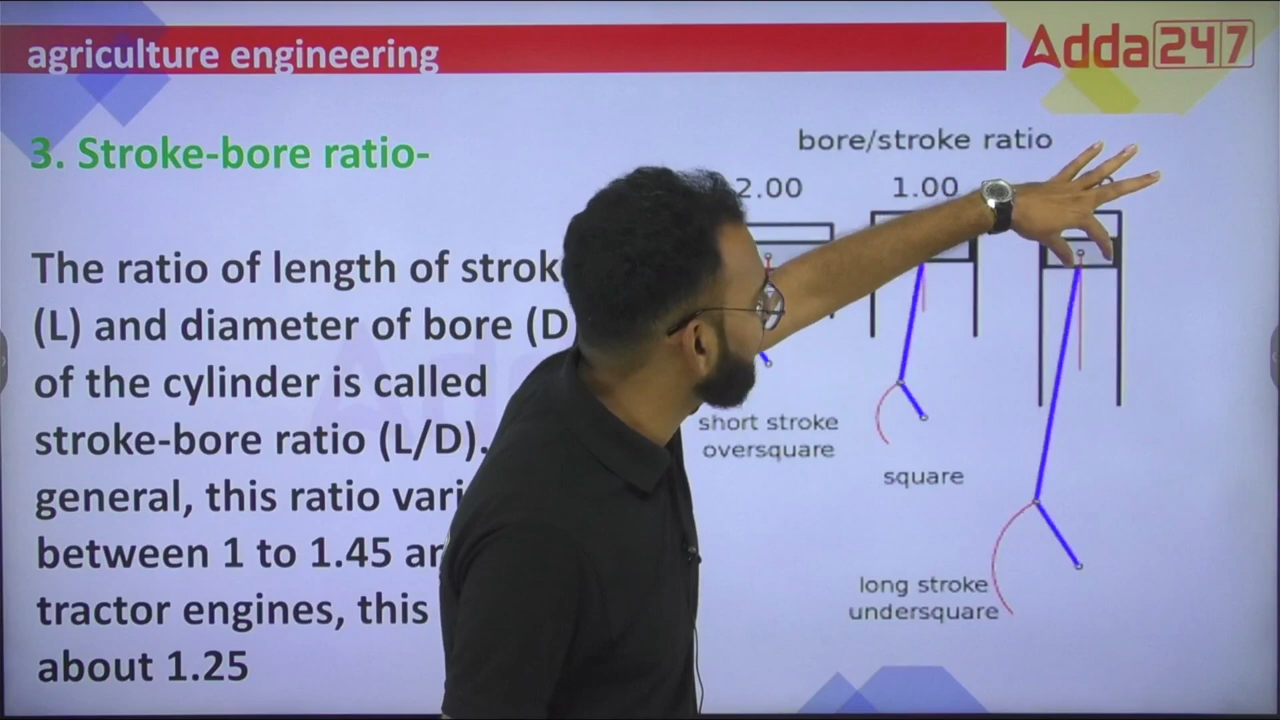 agriculture engineering
Adda247
3. Stroke-bore ratio-
The ratio of length of strok
(L) and diameter of bore (D
of the cylinder is called
stroke-bore ratio (L/D).
general, this ratio vari
between 1 to 1.45 ar
tractor engines, this
about 1.25
bore/stroke ratio
2.00
1.00
short stroke
oversquare
square
long stroke
undersquare